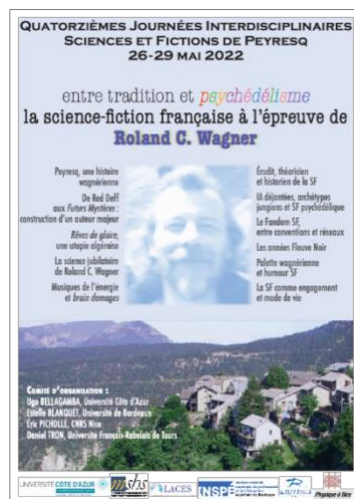 QUATORZIÈMES JOURNÉES INTERDISCIPLINAIRES
SCIENCES ET FICTIONS DE PEYRESQ
26-29 MAI 2022
entre tradition et psychédélisme
la science-fiction française à l'épreuve de
Roland C. Wagner
Peyresq, une histoire
wagnérienne
De Red Deff
aux Futurs Mystères :
construction d'un auteur majeur
Rêves de gloire,
une utopie algéroise
La science jubilatoire
de Roland C. Wagner
Musiques de l'énergie
et brain damages
Érudit, théoricien
et historien de la SF
IA déjantées, archétypes
jungiens et SF psychédélique
Le Fandom SF,
entre conventions et réseaux
Les années Fleuve Noir
Palette wagnérienne
et humour SF
La SF comme engagement
et mode de vie
COMITÉ D'ORGANISATION :
Ugo BELLAGAMBA, Université Côte d'Azur
Estelle BLANQUET, Université de Bordeaux
Éric PICHOLLE, CNRS Nice
Daniel TRON, Université François-Rabelais de Tours
UNIVERSITÉ CÔTE D'AZUR
mshs
LACES
INSPÉ
Physique à Nice